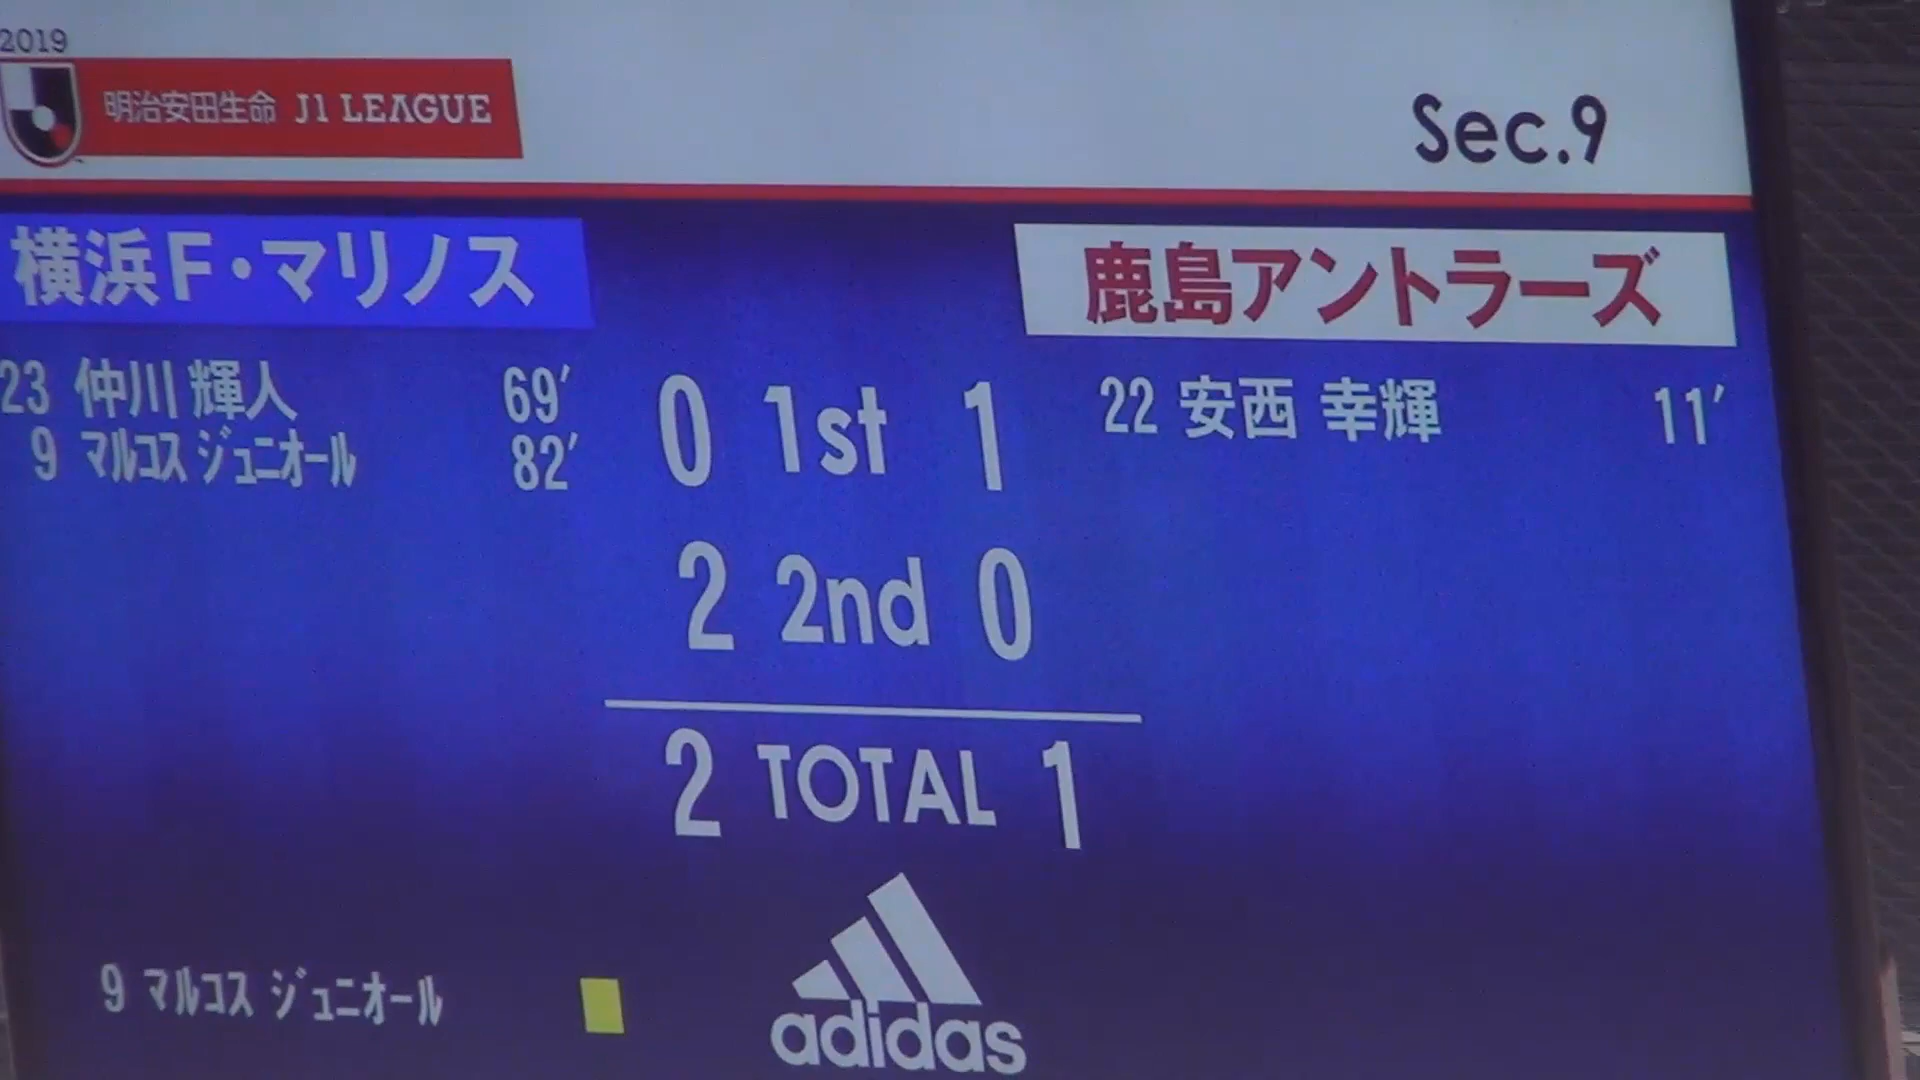 2019
明治安田生命 J1 LEAGUE
Sec.9
横浜F・マリノス
鹿島アントラーズ
23 仲川 輝人 69′
9 マルコス ジュニオール 82′
0 1st 1
22 安西 幸輝 11′
2 2nd 0
2 TOTAL 1
9 マルコス ジュニオール
adidas